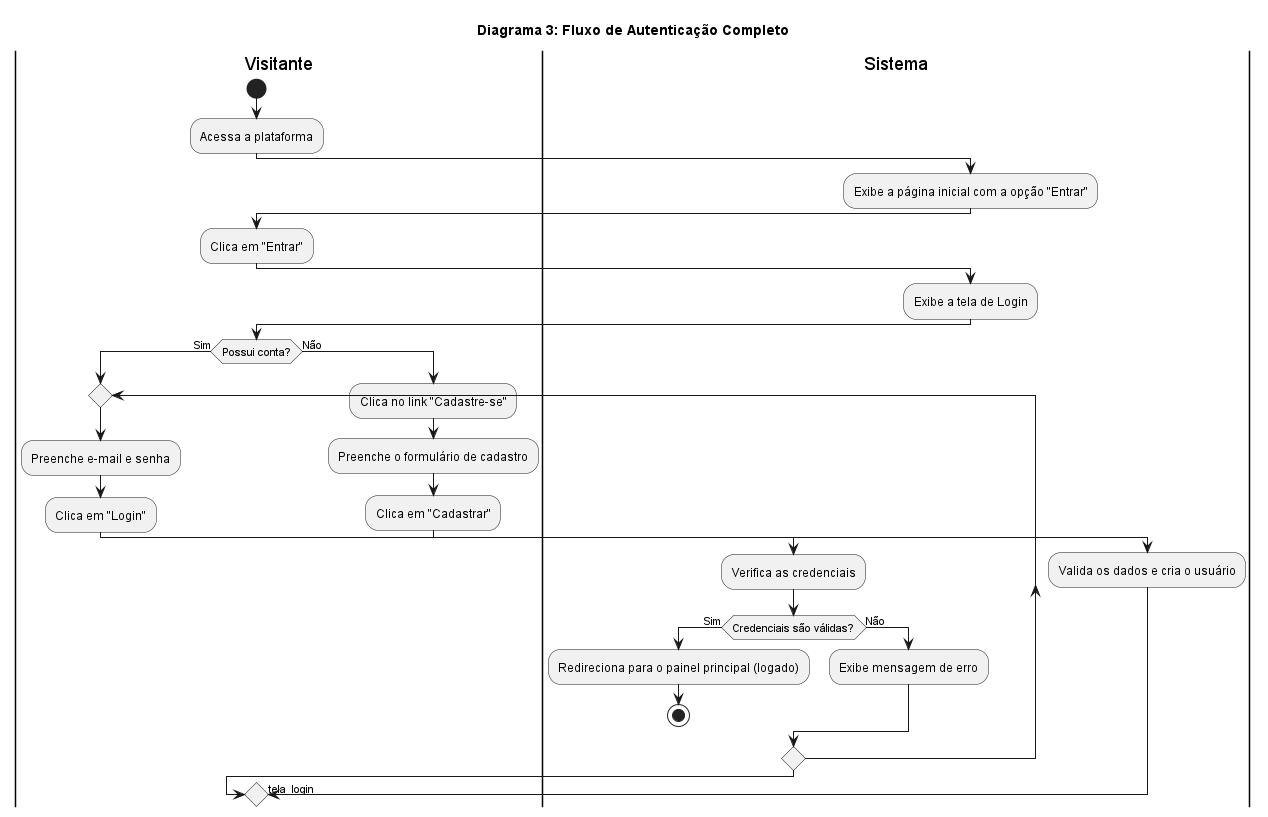 Diagrama 3: Fluxo de Autenticação Completo
Visitante
Sistema
Acessa a plataforma
Exibe a página inicial com a opção "Entrar"
Clica em "Entrar"
Exibe a tela de Login
Possui conta?
Sim
Não
Clica no link "Cadastre-se"
Preenche e-mail e senha
Preenche o formulário de cadastro
Clica em "Login"
Clica em "Cadastrar"
Verifica as credenciais
Valida os dados e cria o usuário
Credenciais são válidas?
Sim
Não
Redireciona para o painel principal (logado)
Exibe mensagem de erro
tela_login